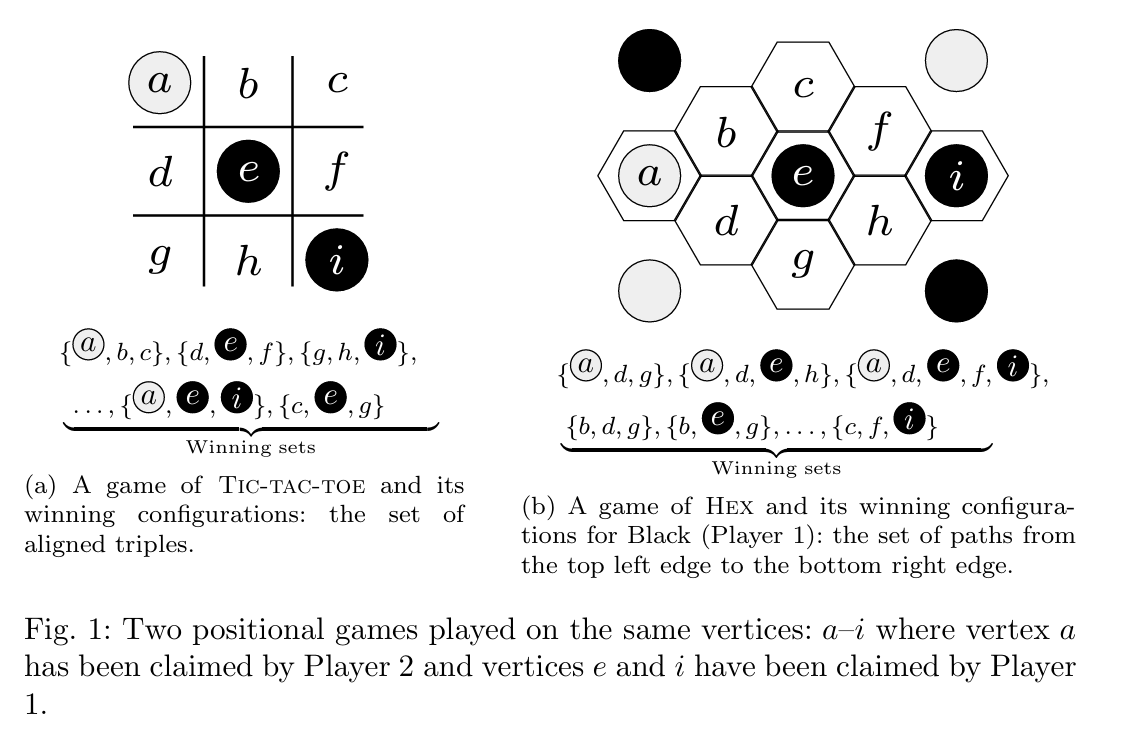 a b c
d e f
g h i
{a, b, c}, {d, e, f}, {g, h, i},
..., {a, e, i}, {c, e, g}
Winning sets
(a) A game of Tic-tac-toe and its
winning configurations: the set of
aligned triples.
c
b f
a e i
d h
g
{a, d, g}, {a, d, e, h}, {a, d, e, f, i},
{b, d, g}, {b, e, g}, ..., {c, f, i}
Winning sets
(b) A game of Hex and its winning configura-
tions for Black (Player 1): the set of paths from
the top left edge to the bottom right edge.
Fig. 1: Two positional games played on the same vertices: a–i where vertex a
has been claimed by Player 2 and vertices e and i have been claimed by Player
1.